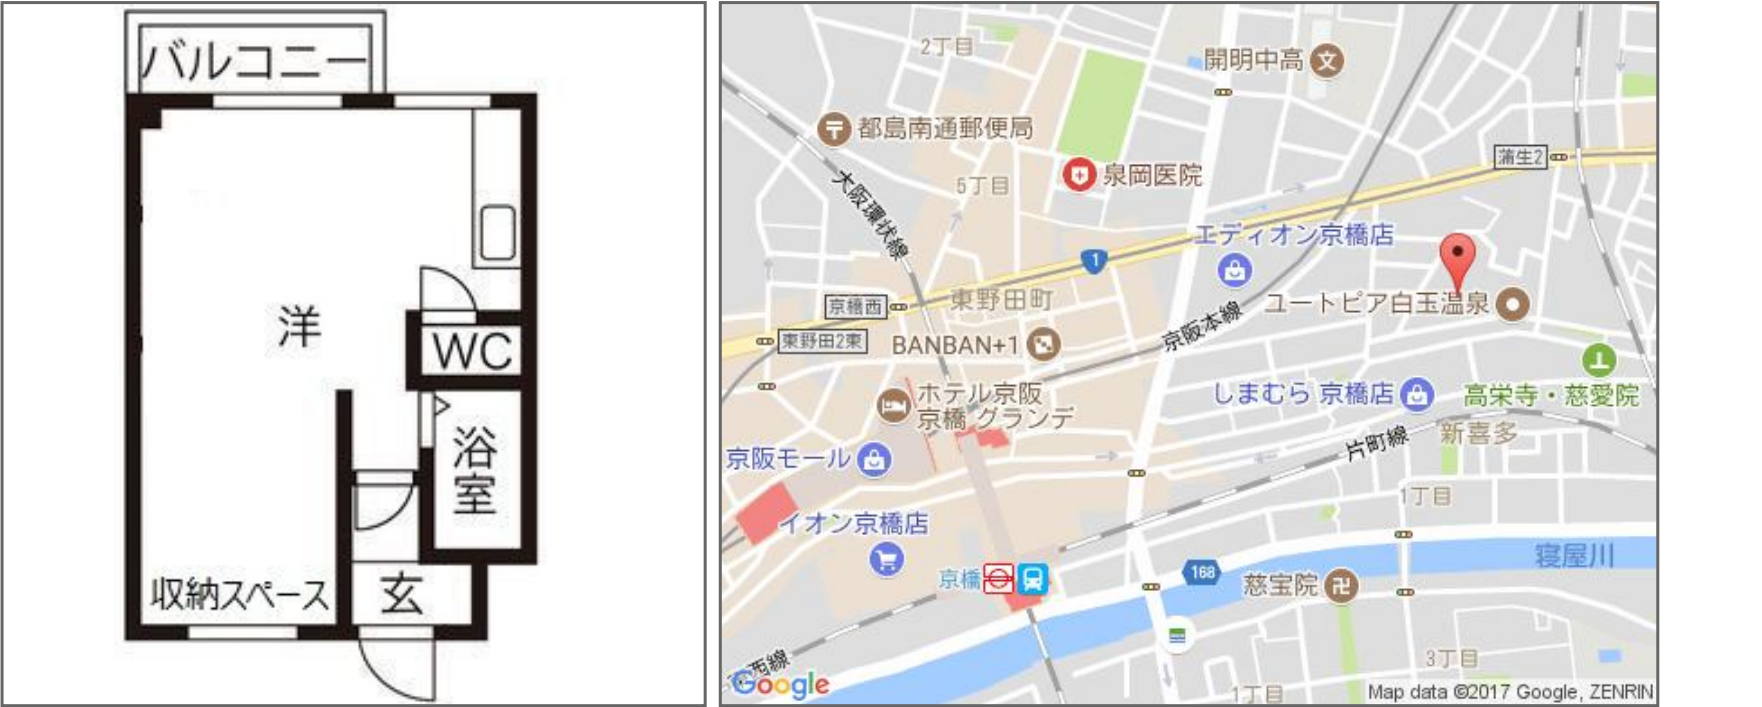 バルコニー
洋
WC
浴
室
収納スペース
玄
2丁目
開明中高
文
都島南通郵便局
蒲生2
5丁目
泉岡医院
大阪環状線
エディオン京橋店
1
京橋西
東野田町
ユートピア白玉温泉
京阪本線
東野田2東
BANBAN+1
ホテル京阪
京橋 グランデ
しまむら 京橋店
高栄寺・慈愛院
新喜多
片町線
京阪モール
1丁目
イオン京橋店
寝屋川
京橋
168
慈宝院
西線
3丁目
1丁目
Google
Map data ©2017 Google, ZENRIN